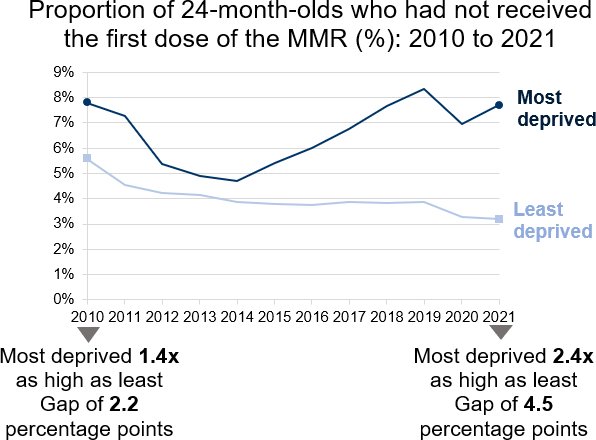 Proportion of 24-month-olds who had not received
the first dose of the MMR (%): 2010 to 2021
9%
8%
7%
6%
5%
4%
3%
2%
1%
0%
Most
deprived
Least
deprived
2010 2011 2012 2013 2014 2015 2016 2017 2018 2019 2020 2021
Most deprived 1.4x
as high as least
Gap of 2.2
percentage points
Most deprived 2.4x
as high as least
Gap of 4.5
percentage points